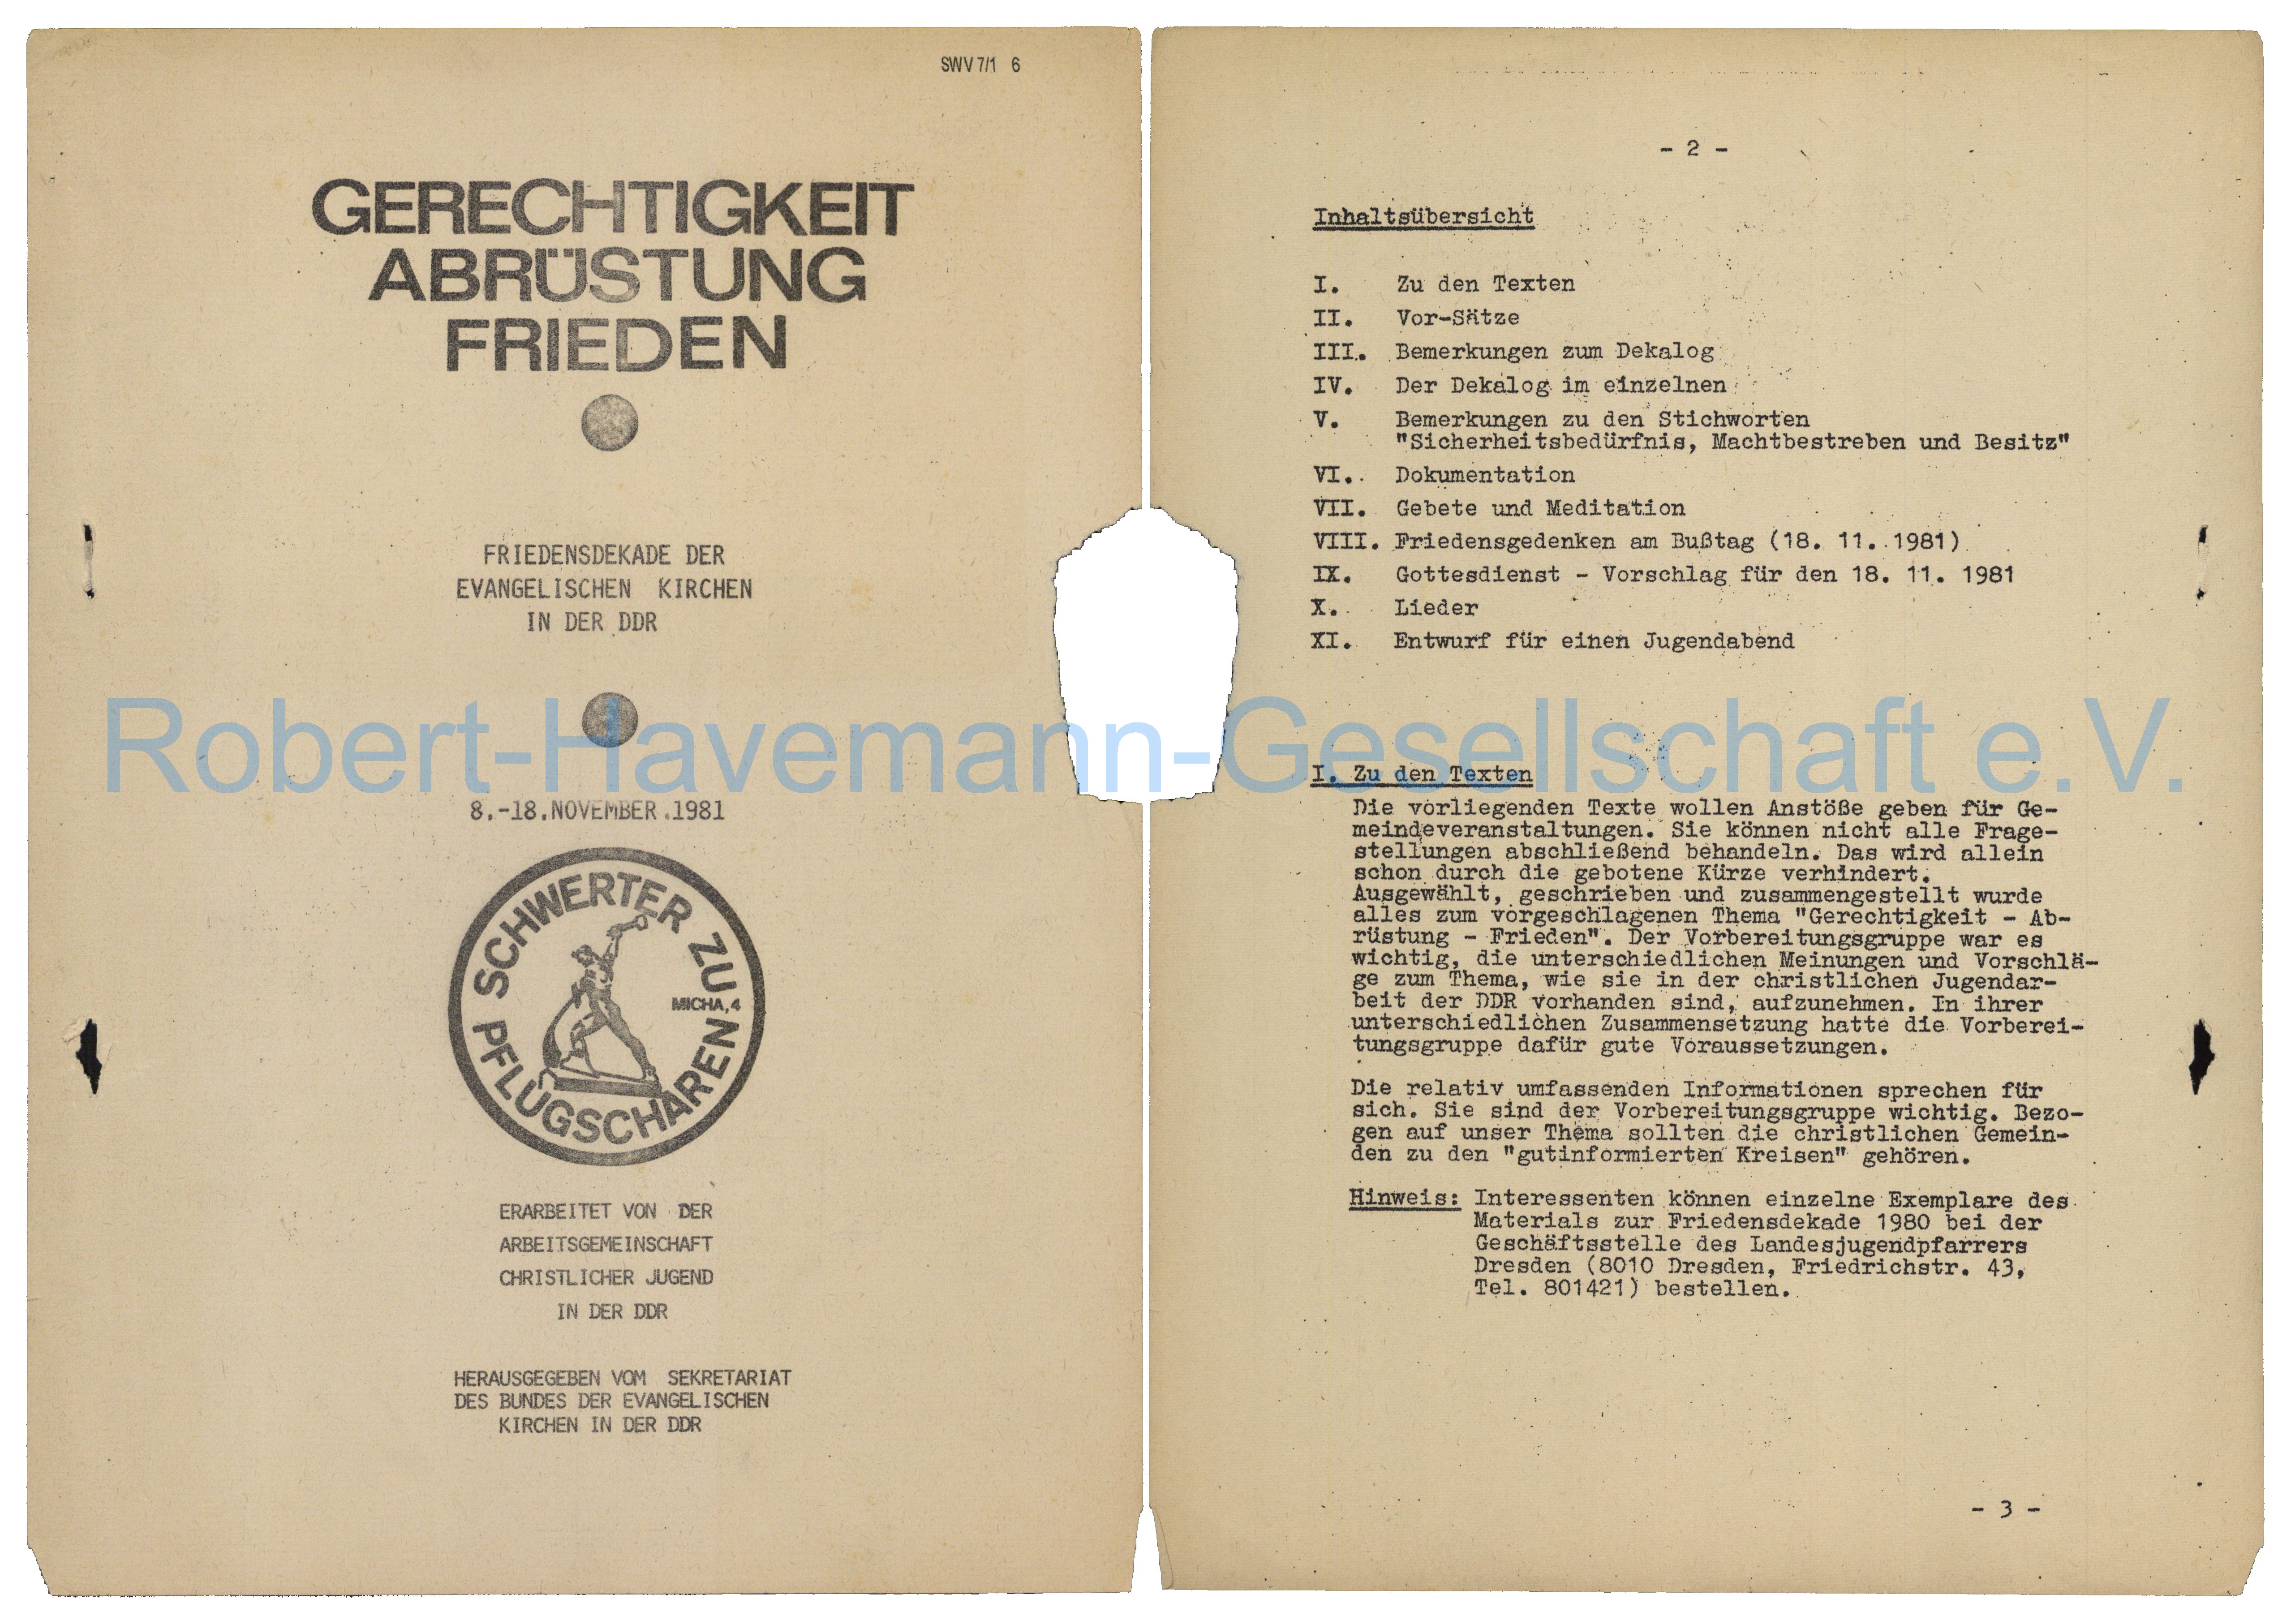 SWV 7/1 6
GERECHTIGKEIT
ABRÜSTUNG
FRIEDEN
FRIEDENSDEKADE DER
EVANGELISCHEN KIRCHEN
IN DER DDR
8.-18.NOVEMBER.1981
SCHWERTER ZU
PFLUGSCHAREN
MICHA,4
ERARBEITET VON DER
ARBEITSGEMEINSCHAFT
CHRISTLICHER JUGEND
IN DER DDR
HERAUSGEGEBEN VOM SEKRETARIAT
DES BUNDES DER EVANGELISCHEN
KIRCHEN IN DER DDR
- 2 -
Inhaltsübersicht
I. Zu den Texten
II. Vor-Sätze
III. Bemerkungen zum Dekalog
IV. Der Dekalog im einzelnen
V. Bemerkungen zu den Stichworten
"Sicherheitsbedürfnis, Machtbestreben und Besitz"
VI. Dokumentation
VII. Gebete und Meditation
VIII. Friedensgedenken am Bußtag (18. 11. 1981)
IX. Gottesdienst - Vorschlag für den 18. 11. 1981
X. Lieder
XI. Entwurf für einen Jugendabend
I. Zu den Texten
Die vorliegenden Texte wollen Anstöße geben für Ge-
meindeveranstaltungen. Sie können nicht alle Frage-
stellungen abschließend behandeln. Das wird allein
schon durch die gebotene Kürze verhindert.
Ausgewählt, geschrieben und zusammengestellt wurde
alles zum vorgeschlagenen Thema "Gerechtigkeit - Ab-
rüstung - Frieden". Der Vorbereitungsgruppe war es
wichtig, die unterschiedlichen Meinungen und Vorschlä-
ge zum Thema, wie sie in der christlichen Jugendar-
beit der DDR vorhanden sind, aufzunehmen. In ihrer
unterschiedlichen Zusammensetzung hatte die Vorberei-
tungsgruppe dafür gute Voraussetzungen.
Die relativ umfassenden Informationen sprechen für
sich. Sie sind der Vorbereitungsgruppe wichtig. Bezo-
gen auf unser Thema sollten die christlichen Gemein-
den zu den "gutinformierten Kreisen" gehören.
Hinweis: Interessenten können einzelne Exemplare des
Materials zur Friedensdekade 1980 bei der
Geschäftsstelle des Landesjugendpfarrers
Dresden (8010 Dresden, Friedrichstr. 43,
Tel. 801421) bestellen.
- 3 -
Robert-Havemann-Gesellschaft e.V.